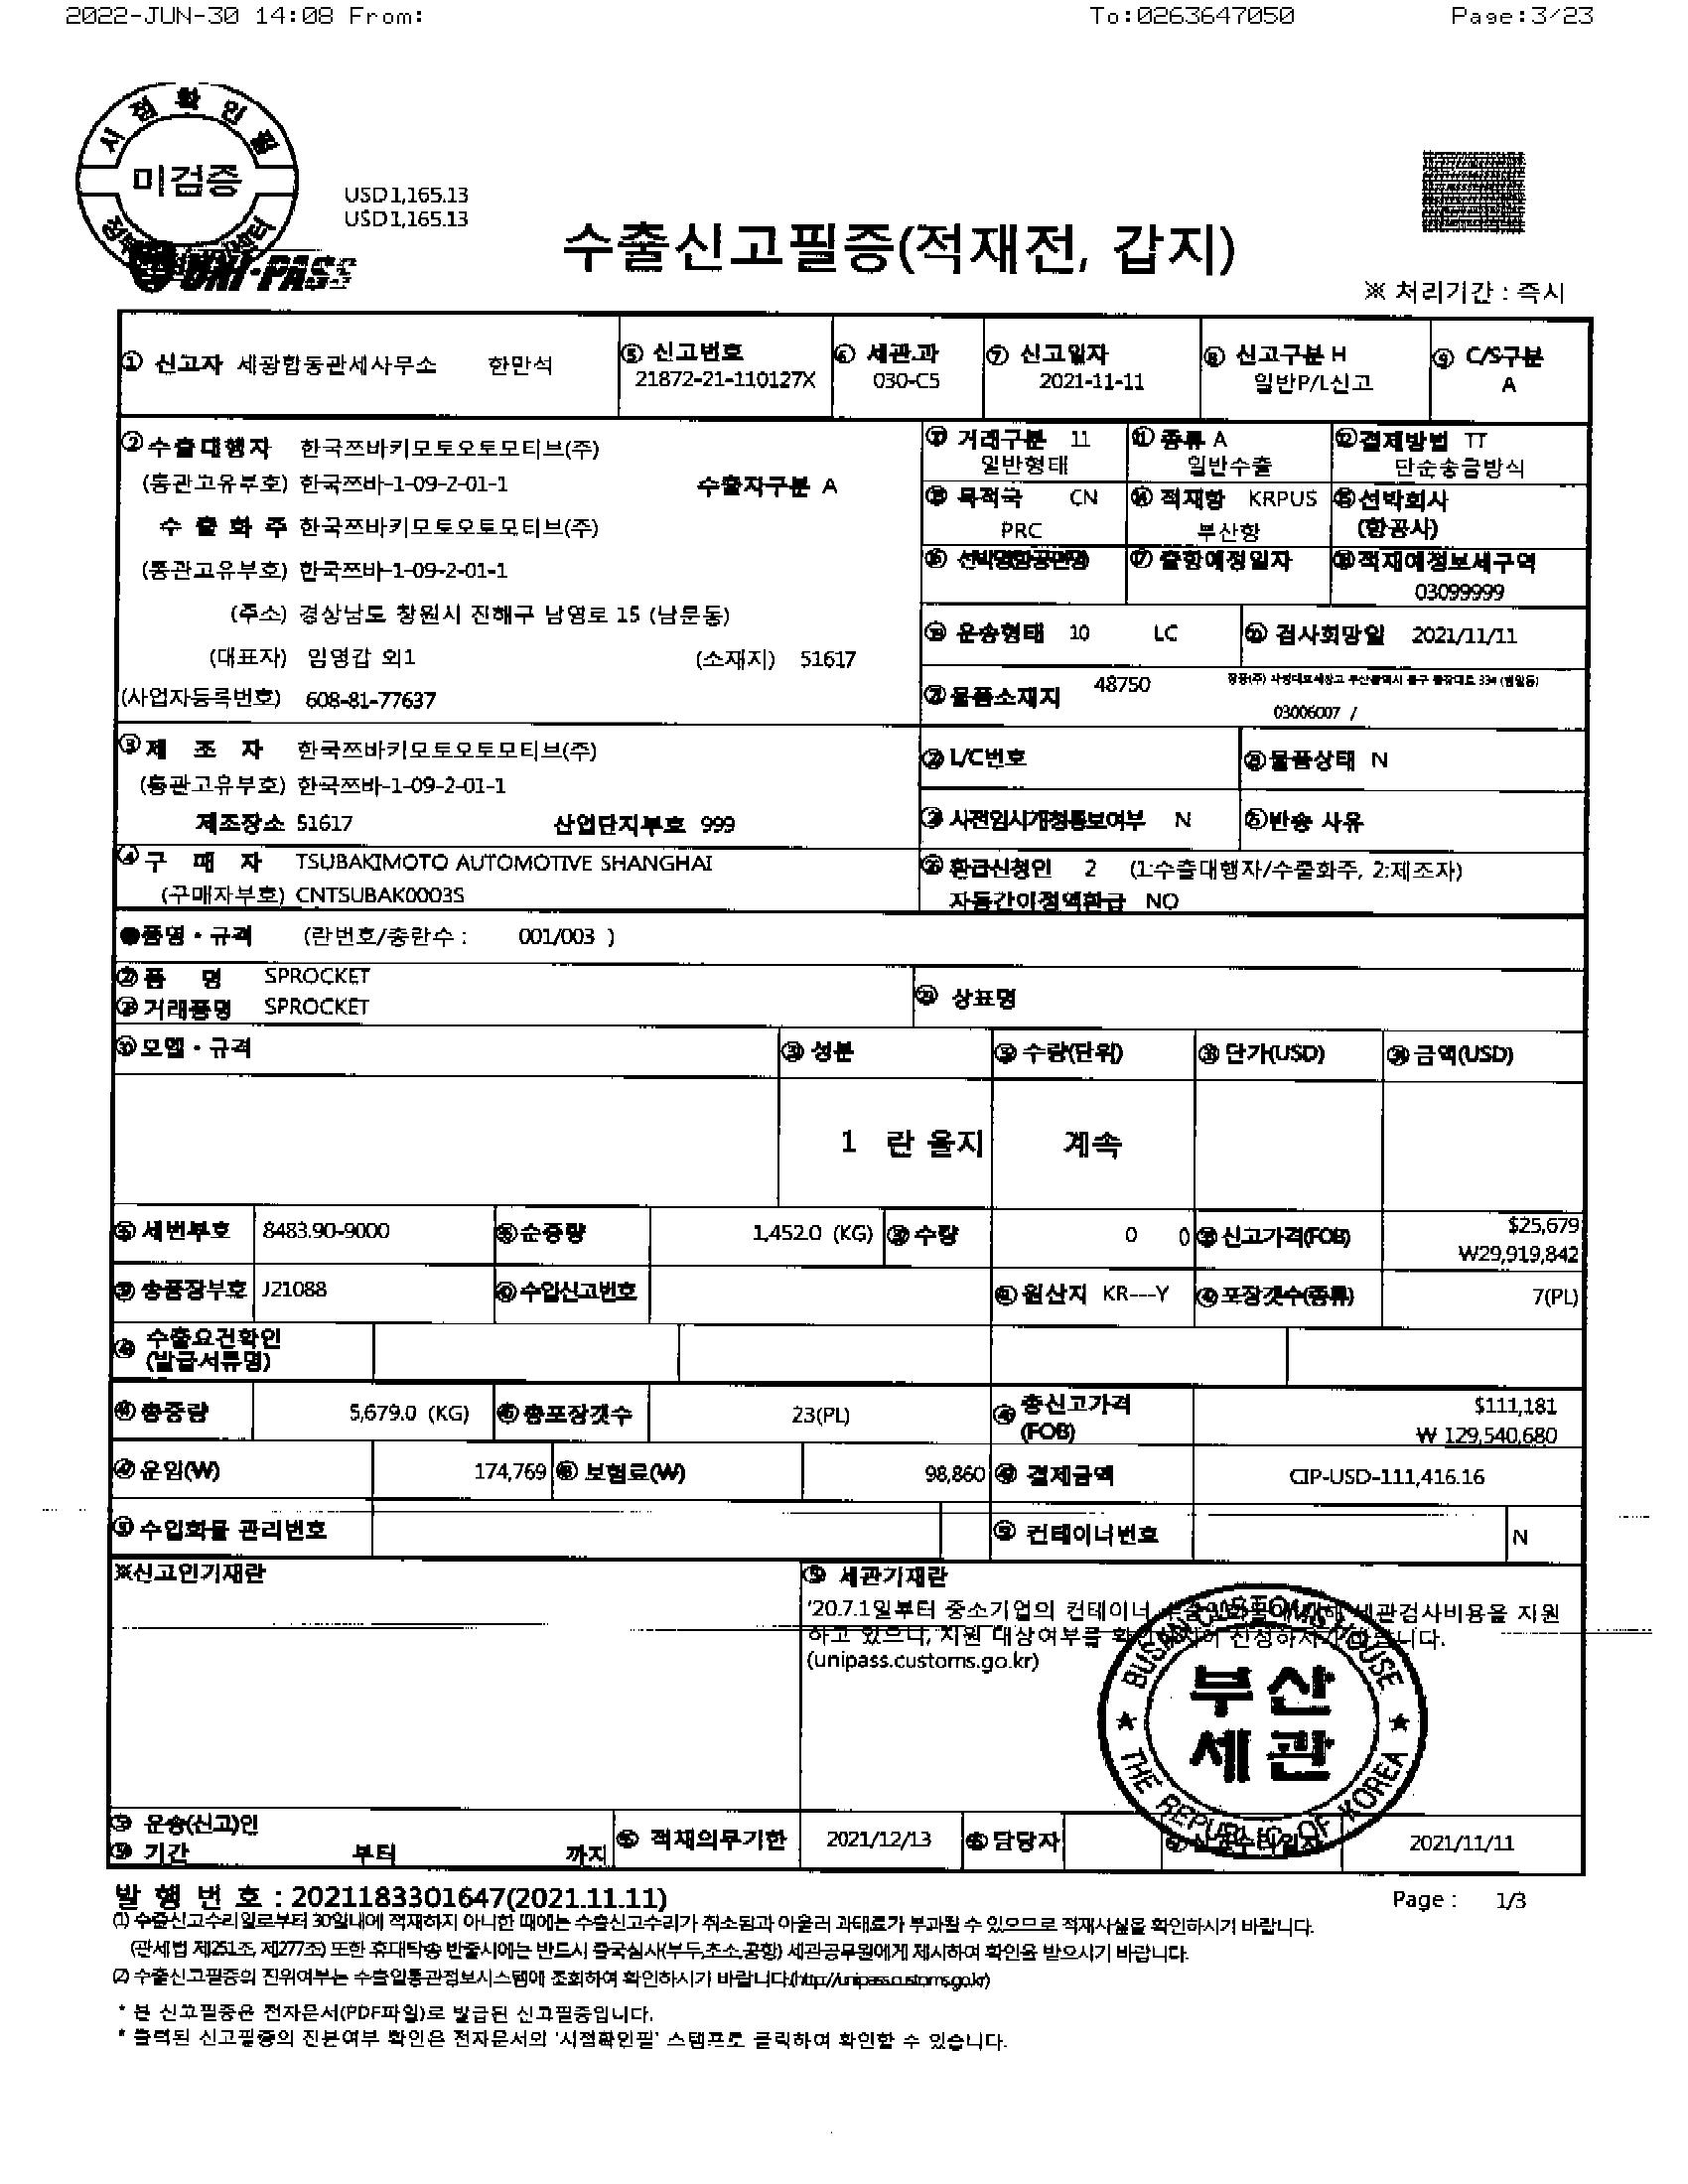 2022-JUN-30 14:08 From: To:0263647050 Page:3/23
시 점 확 인 필
미검증
UNI-PASS
USD1,165.13
USD1,165.13
수출신고필증(적재전, 갑지)
※ 처리기간 : 즉시
① 신고자 세광합동관세사무소 한만석
⑤ 신고번호
21872-21-110127X
⑥ 세관.과
030-C5
⑦ 신고일자
2021-11-11
⑧ 신고구분 H
일반P/L신고
⑨ C/S구분
A
② 수출대행자 한국쯔바키모토오토모티브(주)
(통관고유부호) 한국쯔바-1-09-2-01-1 수출자구분 A
수 출 화 주 한국쯔바키모토오토모티브(주)
(통관고유부호) 한국쯔바-1-09-2-01-1
(주소) 경상남도 창원시 진해구 남영로 15 (남문동)
(대표자) 임영갑 외1 (소재지) 51617
(사업자등록번호) 608-81-77637
⑩ 거래구분 11
일반형태
⑪ 종류 A
일반수출
⑫ 결제방법 TT
단순송금방식
⑬ 목적국 CN
PRC
⑭ 적재항 KRPUS
부산항
⑮ 선박회사
(항공사)
⑯ 선박명(항공편명)
⑰ 출항예정일자
⑱ 적재예정보세구역
03099999
⑲ 운송형태 10 LC
⑳ 검사희망일 2021/11/11
㉑ 물품소재지 48750
03006007 /
③ 제 조 자 한국쯔바키모토오토모티브(주)
(통관고유부호) 한국쯔바-1-09-2-01-1
제조장소 51617 산업단지부호 999
㉒ L/C번호
㉓ 물품상태 N
㉔ 사전임시개청통보여부 N
㉕ 반송 사유
④ 구 매 자 TSUBAKIMOTO AUTOMOTIVE SHANGHAI
(구매자부호) CNTSUBAK0003S
㉖ 환급신청인 2 (1:수출대행자/수출화주, 2:제조자)
자동간이정액환급 NO
●품명・규격 (란번호/총란수 : 001/003 )
㉗ 품 명 SPROCKET
㉘ 거래품명 SPROCKET
㉙ 상표명
㉚ 모델・규격
㉛ 성분
㉜ 수량(단위)
㉝ 단가(USD)
㉞ 금액(USD)
1 란 을지 계속
㉟ 세번부호 8483.90-9000
㊱ 순중량 1,452.0 (KG)
㊲ 수량 0 0
㊳ 신고가격(FOB) $25,679
₩29,919,842
㊴ 송품장부호 J21088
㊵ 수입신고번호
㊶ 원산지 KR---Y
㊷ 포장갯수(종류) 7(PL)
㊸ 수출요건확인
(발급서류명)
㊹ 총중량 5,679.0 (KG)
㊺ 총포장갯수 23(PL)
㊻ 총신고가격
(FOB)
$111,181
₩ 129,540,680
㊼ 운임(₩) 174,769
㊽ 보험료(₩) 98,860
㊾ 결제금액 CIP-USD-111,416.16
㊿ 수입화물 관리번호
컨테이너번호 N
※신고인기재란
세관기재란
'20.7.1일부터 중소기업의 컨테이너 세관검사비용을 지원
하고 있으니, 지원 대상여부를 신청하시기 바랍니다.
(unipass.customs.go.kr)
BUSAN CUSTOMS HOUSE
부산
세관
THE REPUBLIC OF KOREA
운송(신고)인
기간 부터 까지
적재의무기한 2021/12/13
담당자
신고수리일자 2021/11/11
발 행 번 호 : 2021183301647(2021.11.11)
Page : 1/3
(1) 수출신고수리일로부터 30일내에 적재하지 아니한 때에는 수출신고수리가 취소됨과 아울러 과태료가 부과될 수 있으므로 적재사실을 확인하시기 바랍니다.
(관세법 제251조, 제277조) 또한 휴대탁송 반출시에는 반드시 출국심사(부두,초소,공항) 세관공무원에게 제시하여 확인을 받으시기 바랍니다.
(2) 수출신고필증의 진위여부는 수출입통관정보시스템에 조회하여 확인하시기 바랍니다.(http://unipass.customs.go.kr)
* 본 신고필증은 전자문서(PDF파일)로 발급된 신고필증입니다.
* 출력된 신고필증의 진본여부 확인은 전자문서의 '시점확인필' 스탬프로 클릭하여 확인할 수 있습니다.